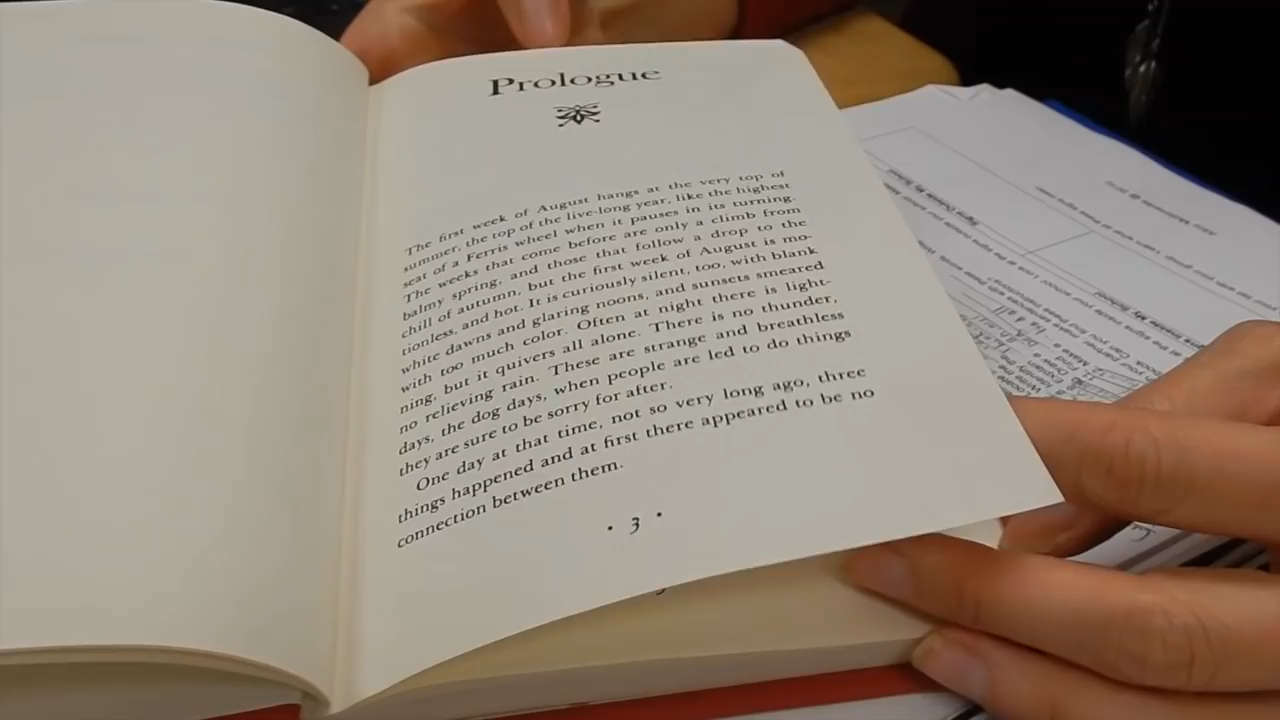 Prologue
The first week of August hangs at the very top of
summer, the top of the live-long year, like the highest
seat of a Ferris wheel when it pauses in its turning.
The weeks that come before are only a climb from
balmy spring, and those that follow a drop to the
chill of autumn, but the first week of August is mo-
tionless, and hot. It is curiously silent, too, with blank
white dawns and glaring noons, and sunsets smeared
with too much color. Often at night there is light-
ning, but it quivers all alone. There is no thunder,
no relieving rain. These are strange and breathless
days, the dog days, when people are led to do things
they are sure to be sorry for after.
One day at that time, not so very long ago, three
things happened and at first there appeared to be no
connection between them.
• 3 •